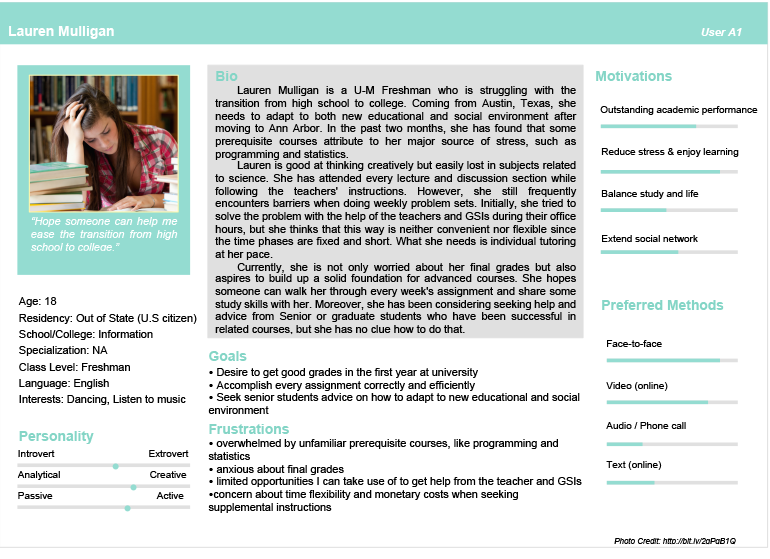 Lauren Mulligan
User A1
"Hope someone can help me
ease the transition from high
school to college."
Age: 18
Residency: Out of State (U.S citizen)
School/College: Information
Specialization: NA
Class Level: Freshman
Language: English
Interests: Dancing, Listen to music
Personality
Introvert Extrovert
Analytical Creative
Passive Active
Bio
Lauren Mulligan is a U-M Freshman who is struggling with the
transition from high school to college. Coming from Austin, Texas, she
needs to adapt to both new educational and social environment after
moving to Ann Arbor. In the past two months, she has found that some
prerequisite courses attribute to her major source of stress, such as
programming and statistics.
Lauren is good at thinking creatively but easily lost in subjects related
to science. She has attended every lecture and discussion section while
following the teachers' instructions. However, she still frequently
encounters barriers when doing weekly problem sets. Initially, she tried to
solve the problem with the help of the teachers and GSIs during their office
hours, but she thinks that this way is neither convenient nor flexible since
the time phases are fixed and short. What she needs is individual tutoring
at her pace.
Currently, she is not only worried about her final grades but also
aspires to build up a solid foundation for advanced courses. She hopes
someone can walk her through every week's assignment and share some
study skills with her. Moreover, she has been considering seeking help and
advice from Senior or graduate students who have been successful in
related courses, but she has no clue how to do that.
Goals
• Desire to get good grades in the first year at university
• Accomplish every assignment correctly and efficiently
• Seek senior students advice on how to adapt to new educational and social
environment
Frustrations
• overwhelmed by unfamiliar prerequisite courses, like programming and
statistics
• anxious about final grades
• limited opportunities I can take use of to get help from the teacher and GSIs
•concern about time flexibility and monetary costs when seeking
supplemental instructions
Motivations
Outstanding academic performance
Reduce stress & enjoy learning
Balance study and life
Extend social network
Preferred Methods
Face-to-face
Video (online)
Audio / Phone call
Text (online)
Photo Credit: http://bit.ly/2qPaB1Q